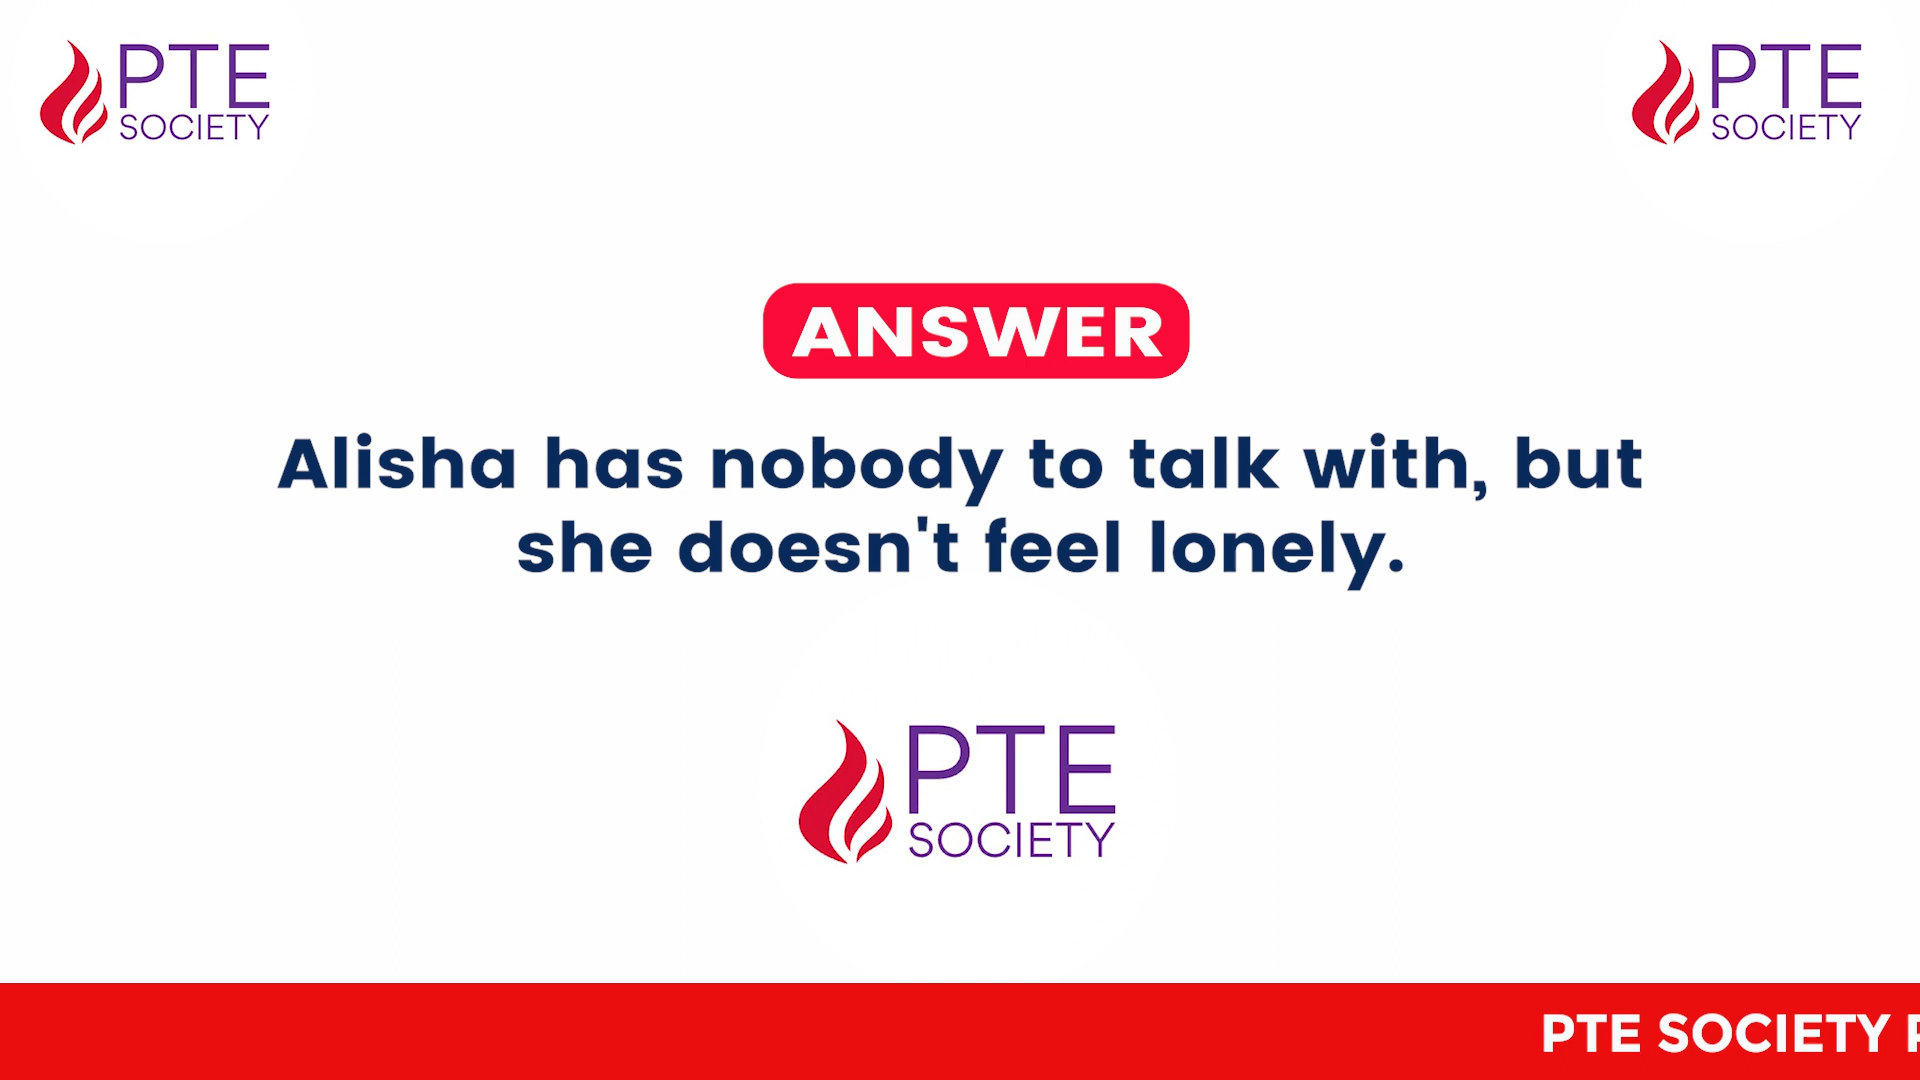 PTE
SOCIETY
PTE
SOCIETY
ANSWER
Alisha has nobody to talk with, but
she doesn't feel lonely.
PTE
SOCIETY
PTE SOCIETY